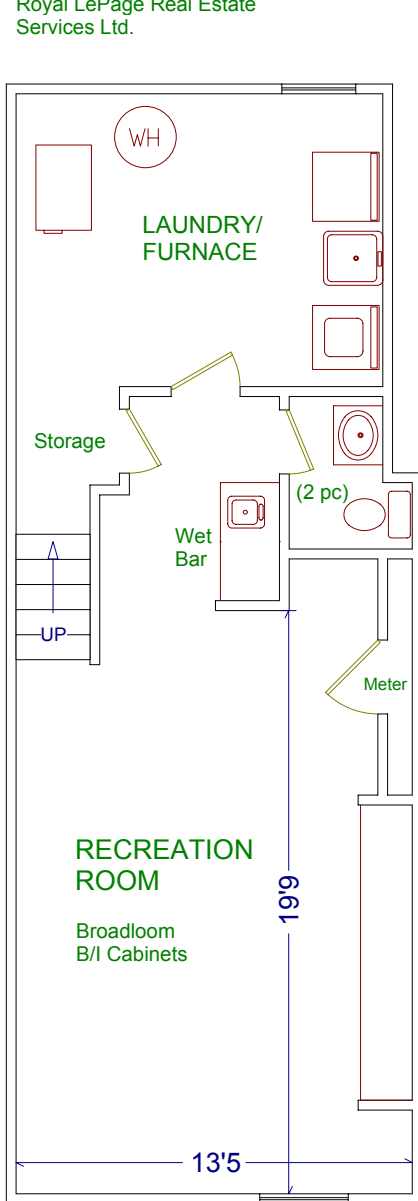 Royal LePage Real Estate
Services Ltd.
WH
LAUNDRY/
FURNACE
Storage
(2 pc)
Wet
Bar
UP
Meter
RECREATION
ROOM
19'9
Broadloom
B/I Cabinets
13'5